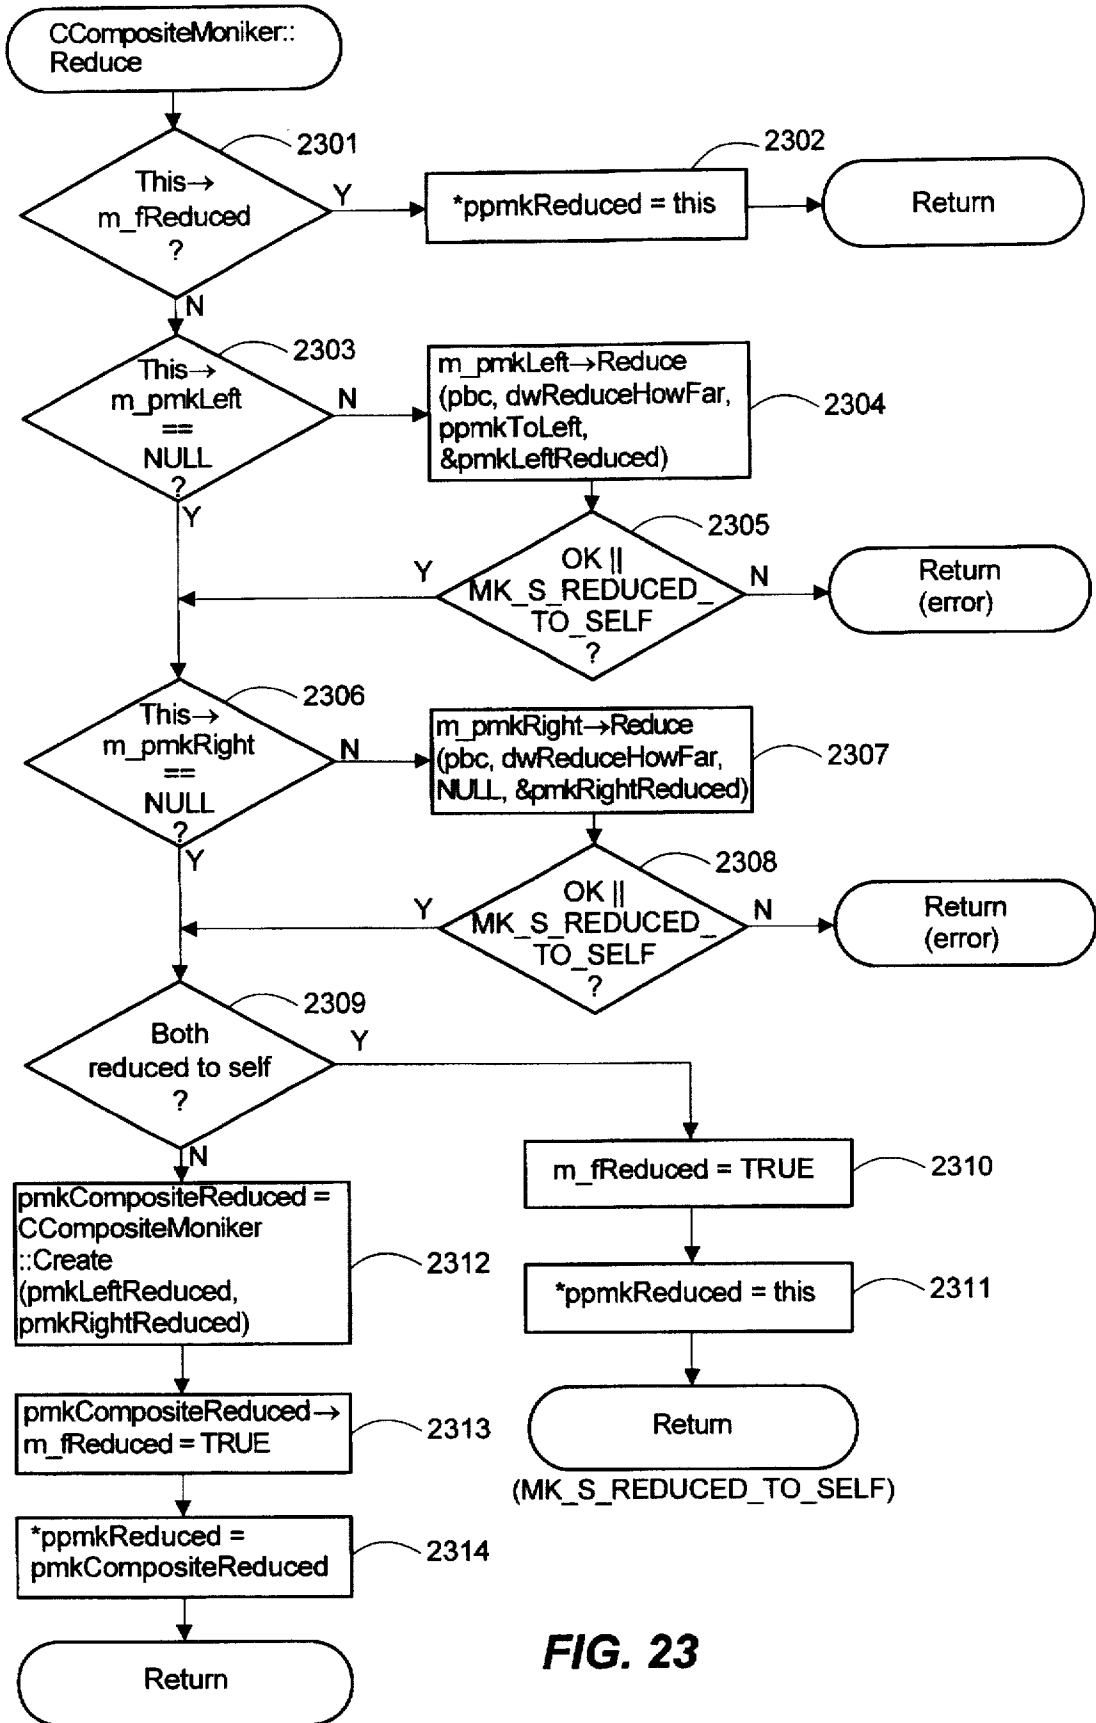 CCompositeMoniker::
Reduce
2301
This→
m_fReduced
?
Y
N
2302
*ppmkReduced = this
Return
2303
This→
m_pmkLeft
==
NULL
?
N
Y
m_pmkLeft→Reduce
(pbc, dwReduceHowFar,
ppmkToLeft,
&pmkLeftReduced)
2304
2305
OK ||
MK_S_REDUCED_
TO_SELF
?
Y
N
Return
(error)
2306
This→
m_pmkRight
==
NULL
?
N
Y
m_pmkRight→Reduce
(pbc, dwReduceHowFar,
NULL, &pmkRightReduced)
2307
2308
OK ||
MK_S_REDUCED_
TO_SELF
?
Y
N
Return
(error)
2309
Both
reduced to self
?
Y
N
m_fReduced = TRUE
2310
*ppmkReduced = this
2311
Return
(MK_S_REDUCED_TO_SELF)
pmkCompositeReduced =
CCompositeMoniker
::Create
(pmkLeftReduced,
pmkRightReduced)
2312
pmkCompositeReduced→
m_fReduced = TRUE
2313
*ppmkReduced =
pmkCompositeReduced
2314
Return
FIG. 23